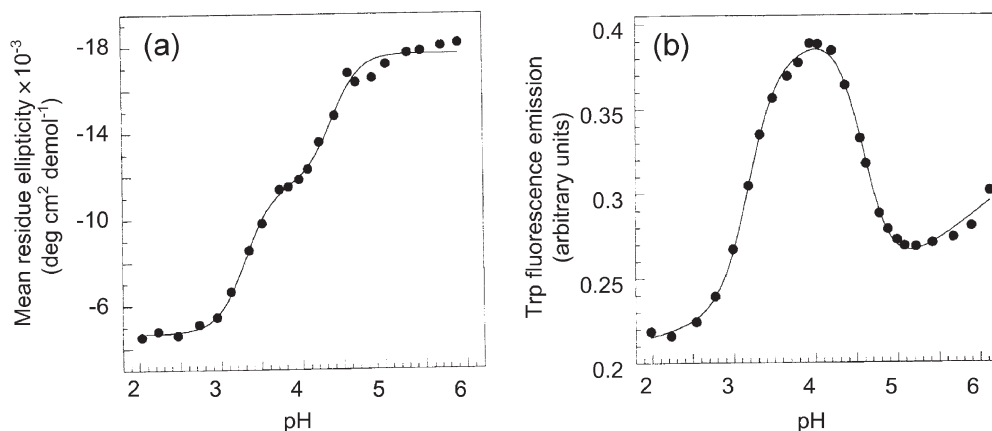 (a)
Mean residue ellipticity × 10⁻³
(deg cm² demol⁻¹)
-18
-14
-10
-6
2 3 4 5 6
pH
(b)
Trp fluorescence emission
(arbitrary units)
0.4
0.35
0.3
0.25
0.2
2 3 4 5 6
pH